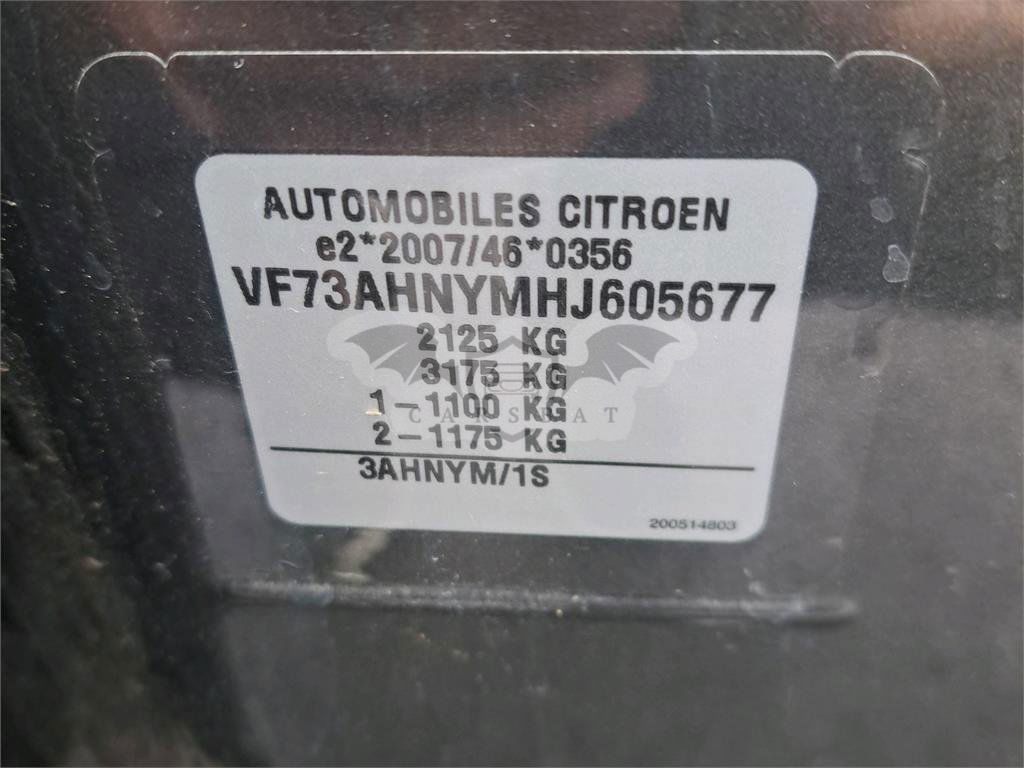 AUTOMOBILES CITROEN
e2*2007/46*0356
VF73AHNYMHJ605677
2125 KG
3175 KG
1-1100 KG
CARSPAT
2-1175 KG
3AHNYM/1S
200514803